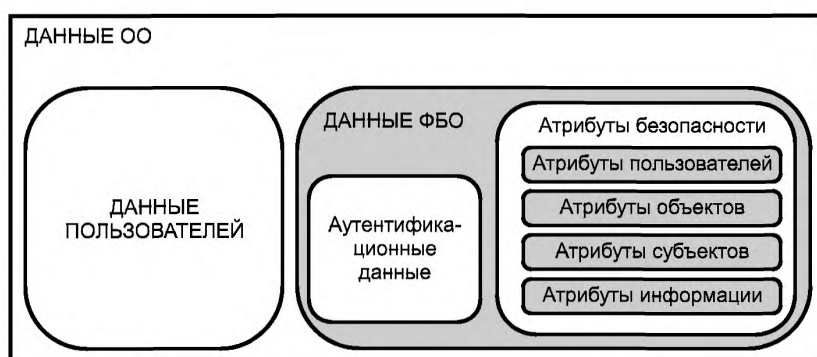 ДАННЫЕ ОО
ДАННЫЕ
ПОЛЬЗОВАТЕЛЕЙ
ДАННЫЕ ФБО
Аутентифика-
ционные
данные
Атрибуты безопасности
Атрибуты пользователей
Атрибуты объектов
Атрибуты субъектов
Атрибуты информации